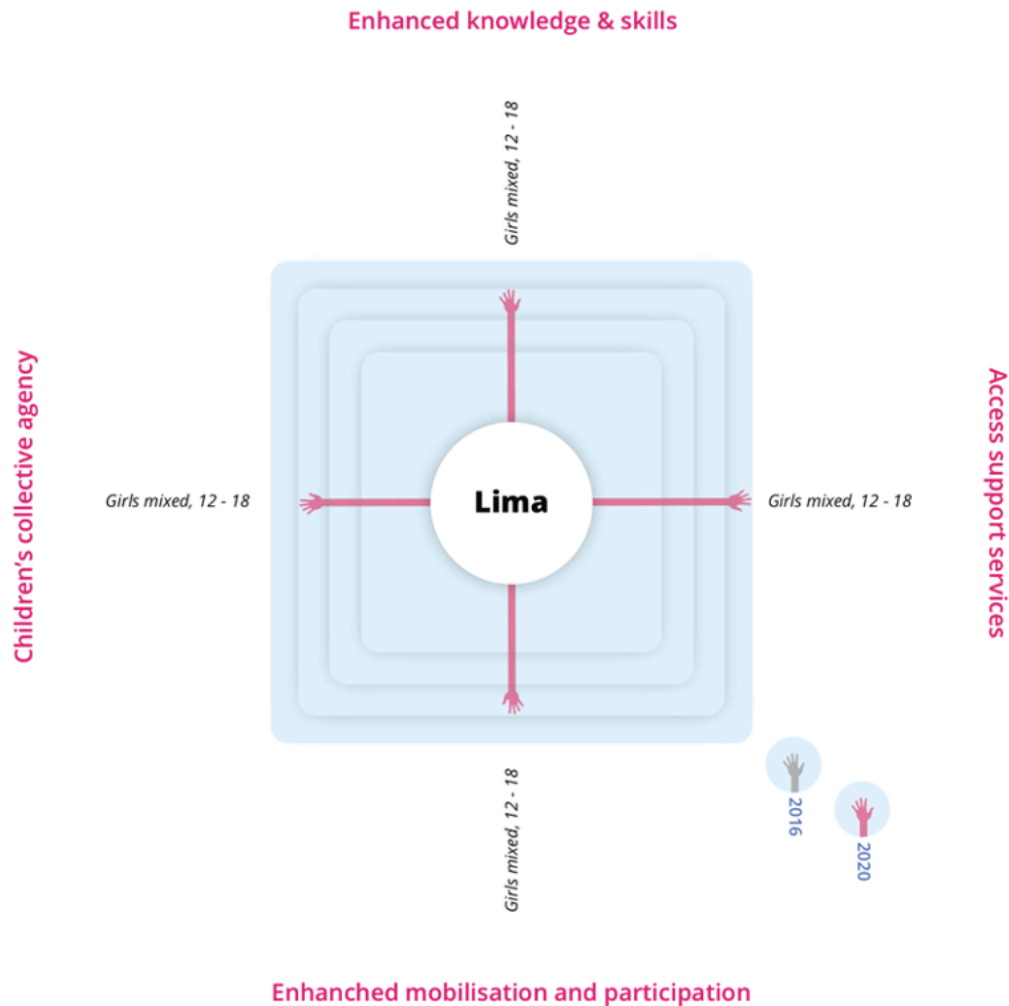 Enhanced knowledge & skills
Girls mixed, 12 - 18
Children's collective agency
Girls mixed, 12 - 18
Lima
Girls mixed, 12 - 18
Access support services
Girls mixed, 12 - 18
2016
2020
Enhanched mobilisation and participation